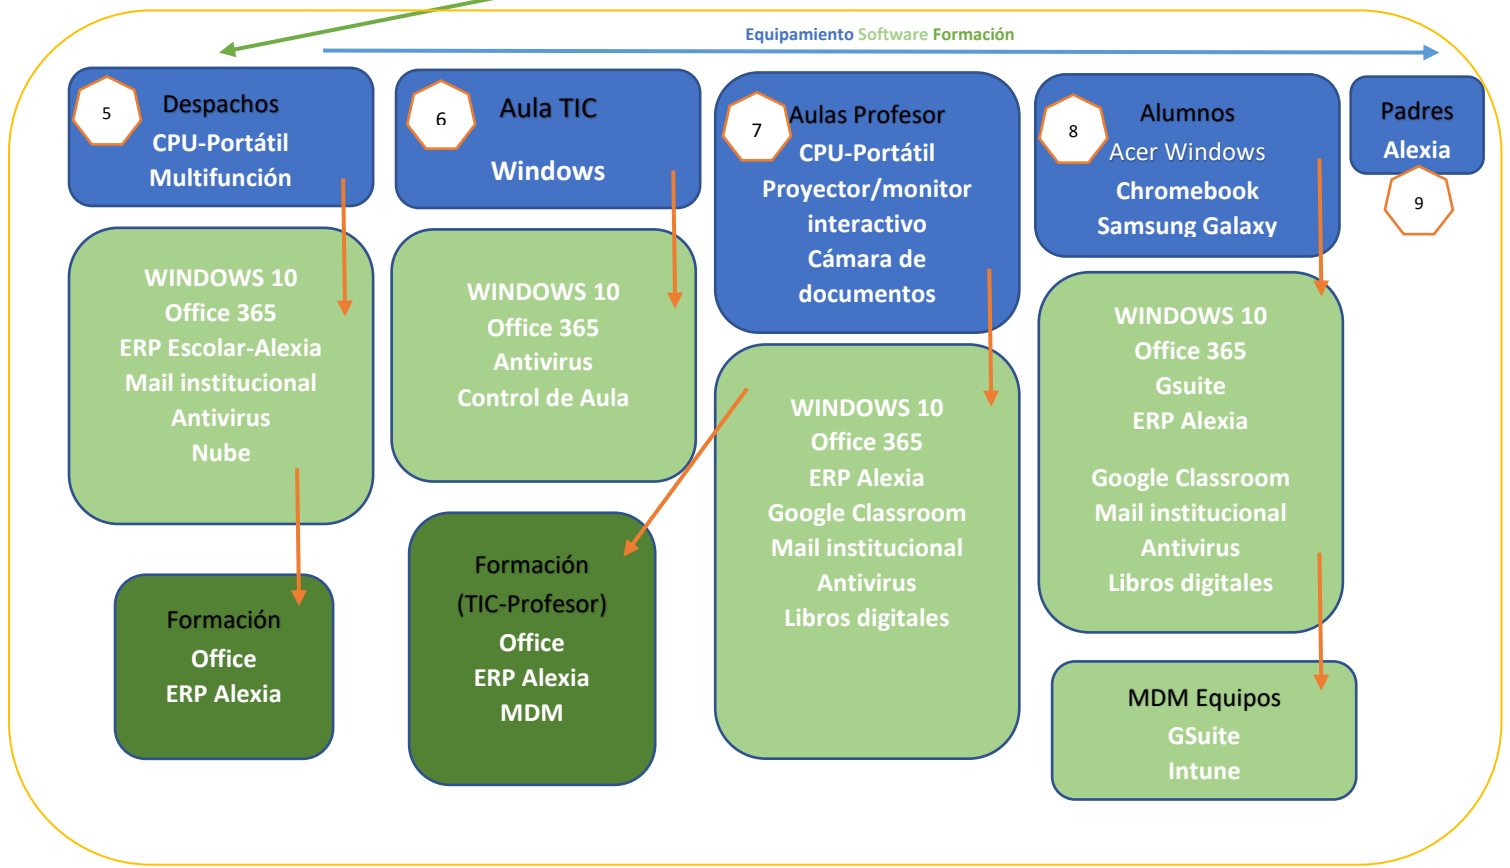 Equipamiento Software Formación
5
Despachos
CPU-Portátil
Multifunción
WINDOWS 10
Office 365
ERP Escolar-Alexia
Mail institucional
Antivirus
Nube
Formación
Office
ERP Alexia
6
Aula TIC
Windows
WINDOWS 10
Office 365
Antivirus
Control de Aula
Formación
(TIC-Profesor)
Office
ERP Alexia
MDM
7
Aulas Profesor
CPU-Portátil
Proyector/monitor
interactivo
Cámara de
documentos
WINDOWS 10
Office 365
ERP Alexia
Google Classroom
Mail institucional
Antivirus
Libros digitales
8
Alumnos
Acer Windows
Chromebook
Samsung Galaxy
WINDOWS 10
Office 365
Gsuite
ERP Alexia
Google Classroom
Mail institucional
Antivirus
Libros digitales
MDM Equipos
GSuite
Intune
Padres
Alexia
9